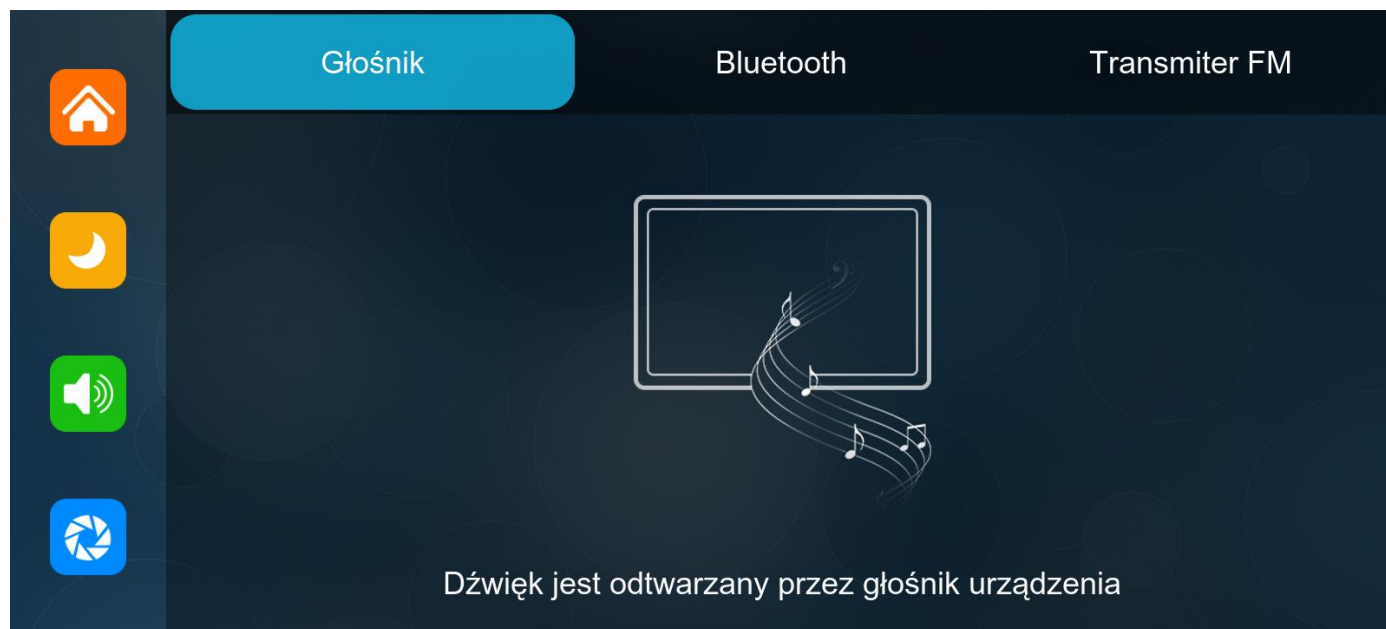 Głośnik
Bluetooth
Transmiter FM
Dźwięk jest odtwarzany przez głośnik urządzenia